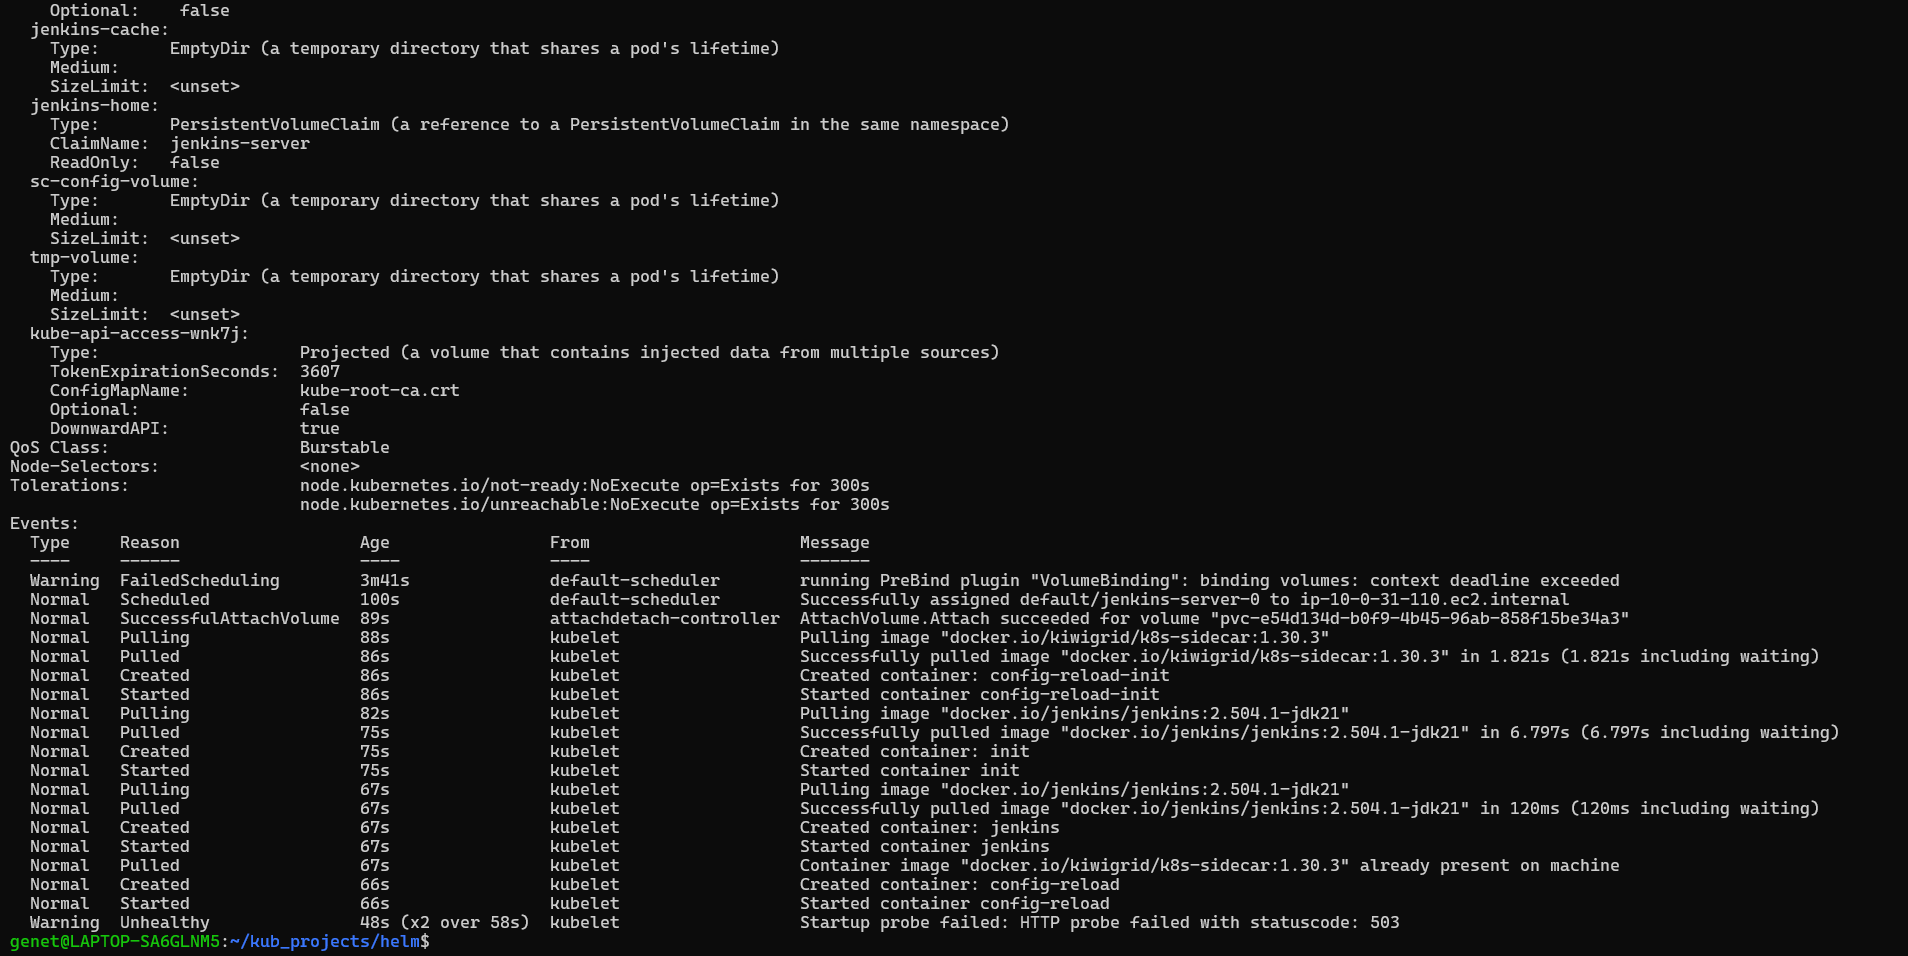 Optional:    false
  jenkins-cache:
    Type:       EmptyDir (a temporary directory that shares a pod's lifetime)
    Medium:
    SizeLimit:  <unset>
  jenkins-home:
    Type:       PersistentVolumeClaim (a reference to a PersistentVolumeClaim in the same namespace)
    ClaimName:  jenkins-server
    ReadOnly:   false
  sc-config-volume:
    Type:       EmptyDir (a temporary directory that shares a pod's lifetime)
    Medium:
    SizeLimit:  <unset>
  tmp-volume:
    Type:       EmptyDir (a temporary directory that shares a pod's lifetime)
    Medium:
    SizeLimit:  <unset>
  kube-api-access-wnk7j:
    Type:                    Projected (a volume that contains injected data from multiple sources)
    TokenExpirationSeconds:  3607
    ConfigMapName:           kube-root-ca.crt
    Optional:                false
    DownwardAPI:             true
QoS Class:                   Burstable
Node-Selectors:              <none>
Tolerations:                 node.kubernetes.io/not-ready:NoExecute op=Exists for 300s
                             node.kubernetes.io/unreachable:NoExecute op=Exists for 300s
Events:
  Type     Reason                  Age                From                     Message
  ----     ------                  ----               ----                     -------
  Warning  FailedScheduling        3m41s              default-scheduler        running PreBind plugin "VolumeBinding": binding volumes: context deadline exceeded
  Normal   Scheduled               100s               default-scheduler        Successfully assigned default/jenkins-server-0 to ip-10-0-31-110.ec2.internal
  Normal   SuccessfulAttachVolume  89s                attachdetach-controller  AttachVolume.Attach succeeded for volume "pvc-e54d134d-b0f9-4b45-96ab-858f15be34a3"
  Normal   Pulling                 88s                kubelet                  Pulling image "docker.io/kiwigrid/k8s-sidecar:1.30.3"
  Normal   Pulled                  86s                kubelet                  Successfully pulled image "docker.io/kiwigrid/k8s-sidecar:1.30.3" in 1.821s (1.821s including waiting)
  Normal   Created                 86s                kubelet                  Created container: config-reload-init
  Normal   Started                 86s                kubelet                  Started container config-reload-init
  Normal   Pulling                 82s                kubelet                  Pulling image "docker.io/jenkins/jenkins:2.504.1-jdk21"
  Normal   Pulled                  75s                kubelet                  Successfully pulled image "docker.io/jenkins/jenkins:2.504.1-jdk21" in 6.797s (6.797s including waiting)
  Normal   Created                 75s                kubelet                  Created container: init
  Normal   Started                 75s                kubelet                  Started container init
  Normal   Pulling                 67s                kubelet                  Pulling image "docker.io/jenkins/jenkins:2.504.1-jdk21"
  Normal   Pulled                  67s                kubelet                  Successfully pulled image "docker.io/jenkins/jenkins:2.504.1-jdk21" in 120ms (120ms including waiting)
  Normal   Created                 67s                kubelet                  Created container: jenkins
  Normal   Started                 67s                kubelet                  Started container jenkins
  Normal   Pulled                  67s                kubelet                  Container image "docker.io/kiwigrid/k8s-sidecar:1.30.3" already present on machine
  Normal   Created                 66s                kubelet                  Created container: config-reload
  Normal   Started                 66s                kubelet                  Started container config-reload
  Warning  Unhealthy               48s (x2 over 58s)  kubelet                  Startup probe failed: HTTP probe failed with statuscode: 503
genet@LAPTOP-SA6GLNM5:~/kub_projects/helm$